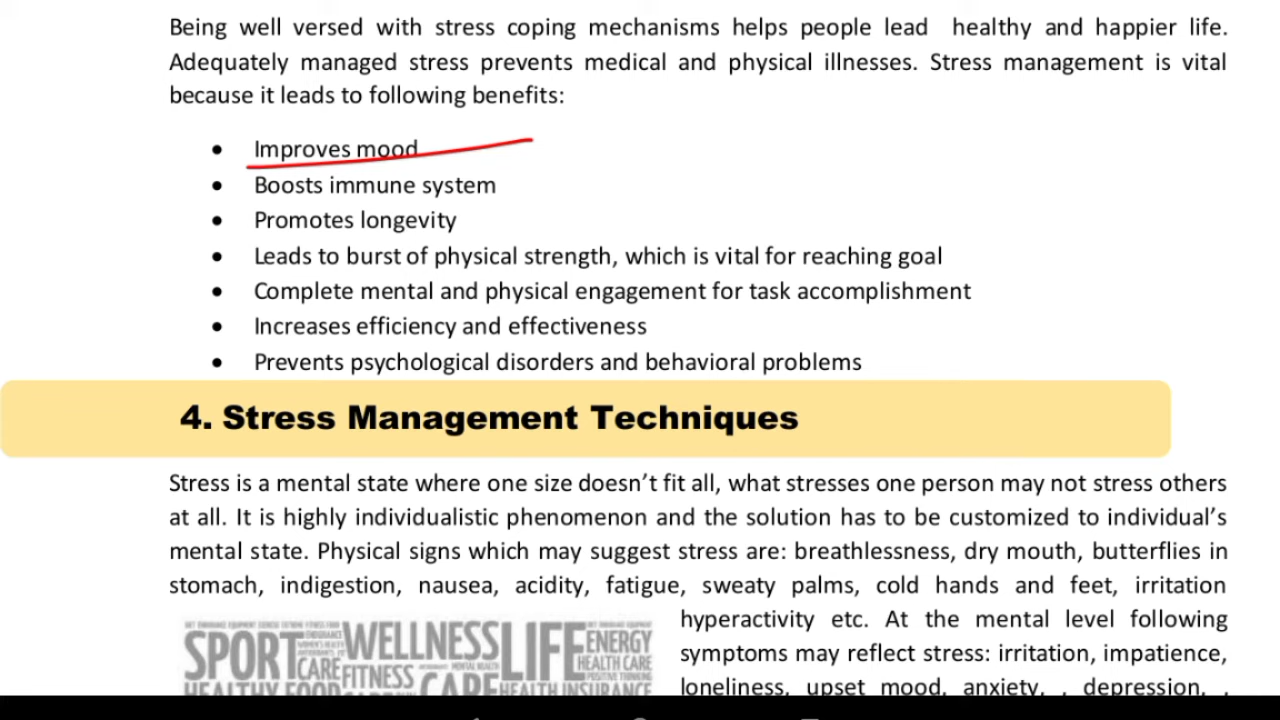 Being well versed with stress coping mechanisms helps people lead healthy and happier life.
Adequately managed stress prevents medical and physical illnesses. Stress management is vital
because it leads to following benefits:
• Improves mood
• Boosts immune system
• Promotes longevity
• Leads to burst of physical strength, which is vital for reaching goal
• Complete mental and physical engagement for task accomplishment
• Increases efficiency and effectiveness
• Prevents psychological disorders and behavioral problems
4. Stress Management Techniques
Stress is a mental state where one size doesn’t fit all, what stresses one person may not stress others
at all. It is highly individualistic phenomenon and the solution has to be customized to individual’s
mental state. Physical signs which may suggest stress are: breathlessness, dry mouth, butterflies in
stomach, indigestion, nausea, acidity, fatigue, sweaty palms, cold hands and feet, irritation
hyperactivity etc. At the mental level following
symptoms may reflect stress: irritation, impatience,
loneliness, upset mood, anxiety, , depression, ,
SPORT WELLNESS LIFE ENERGY
CARE FITNESS HEALTH CARE
HEALTHY FOOD CARE HEALTH INSURANCE